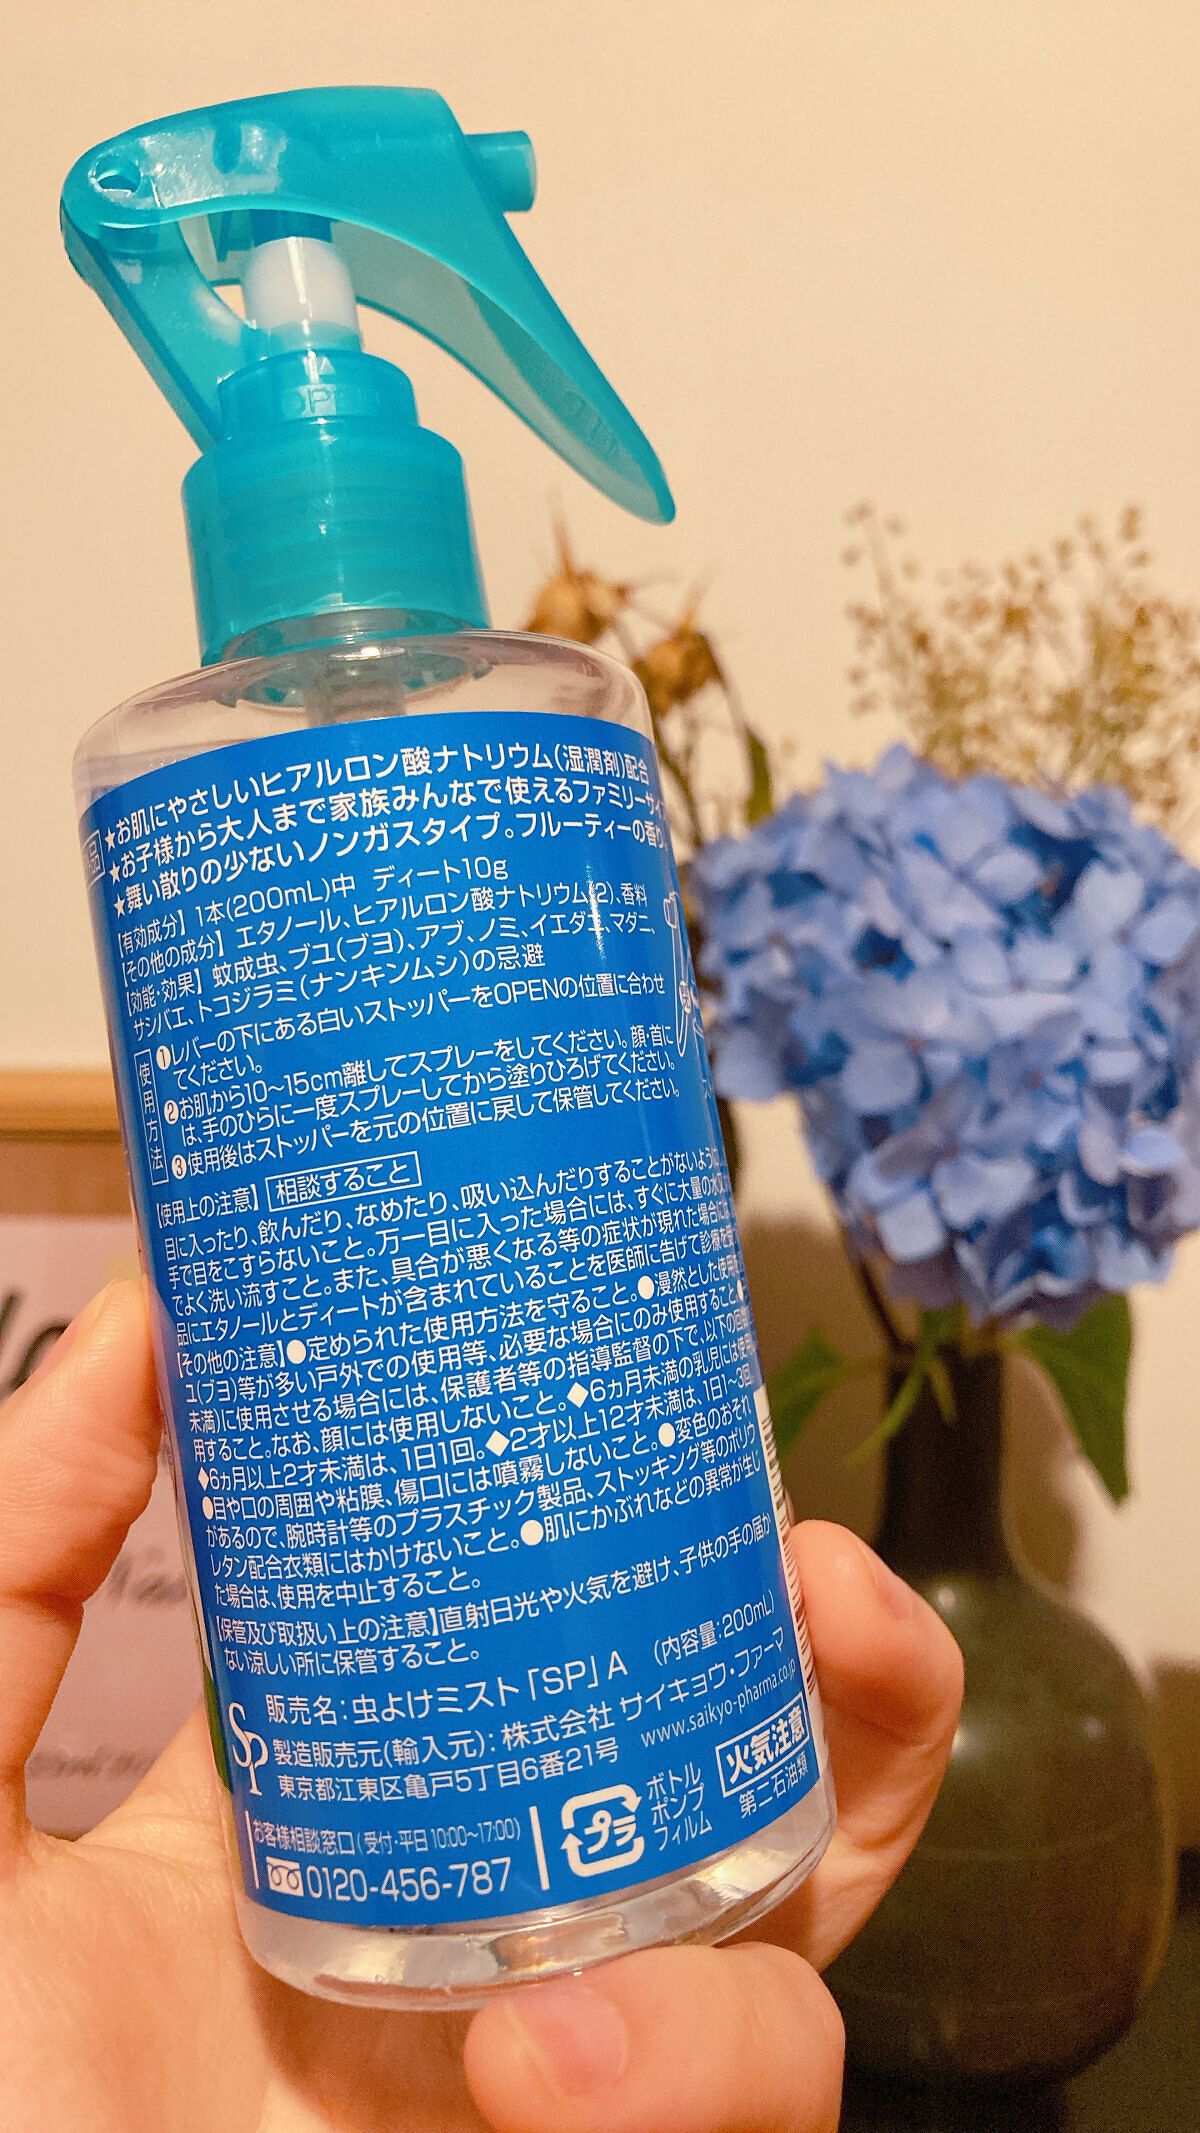 OPEN
品
★お肌にやさしいヒアルロン酸ナトリウム(湿潤剤)配合
★お子様から大人まで家族みんなで使えるファミリーサイ
★舞い散りの少ないノンガスタイプ。フルーティーの香り
【有効成分】1本(200mL)中 ディート10g
【その他の成分】エタノール、ヒアルロン酸ナトリウム(2)、香料
【効能・効果】蚊成虫、ブユ(ブヨ)、アブ、ノミ、イエダニ、マダニ、
サシバエ、トコジラミ(ナンキンムシ)の忌避
使用方法
①レバーの下にある白いストッパーをOPENの位置に合わせ
てください。
②お肌から10~15cm離してスプレーをしてください。顔・首に
は、手のひらに一度スプレーしてから塗りひろげてください。
③使用後はストッパーを元の位置に戻して保管してください。
【使用上の注意】 相談すること
目に入ったり、飲んだり、なめたり、吸い込んだりすることがないように
手で目をこすらないこと。万一目に入った場合には、すぐに大量の水
でよく洗い流すこと。また、具合が悪くなる等の症状が現れた場合に
品にエタノールとディートが含まれていることを医師に告げて診療を受
【その他の注意】●定められた使用方法を守ること。●漫然とした使用
ユ(ブヨ)等が多い戸外での使用等、必要な場合にのみ使用すること
未満)に使用させる場合には、保護者等の指導監督の下で、以下の回数
用すること。なお、顔には使用しないこと。◆6ヵ月未満の乳児には使用
◆6ヵ月以上2才未満は、1日1回。◆2才以上12才未満は、1日1~3回
●目や口の周囲や粘膜、傷口には噴霧しないこと。●変色のおそれ
があるので、腕時計等のプラスチック製品、ストッキング等のポリウ
レタン配合衣類にはかけないこと。●肌にかぶれなどの異常が生じ
た場合は、使用を中止すること。
【保管及び取扱い上の注意】直射日光や火気を避け、子供の手の届か
ない涼しい所に保管すること。
販売名:虫よけミスト「SP」A (内容量:200mL)
SP
製造販売元(輸入元):株式会社 サイキョウ・ファーマ
東京都江東区亀戸5丁目6番21号 www.saikyo-pharma.co.jp
お客様相談窓口(受付・平日10:00~17:00)
0120-456-787
プラ
ボトル
ポンプ
フィルム
火気注意
第二石油類